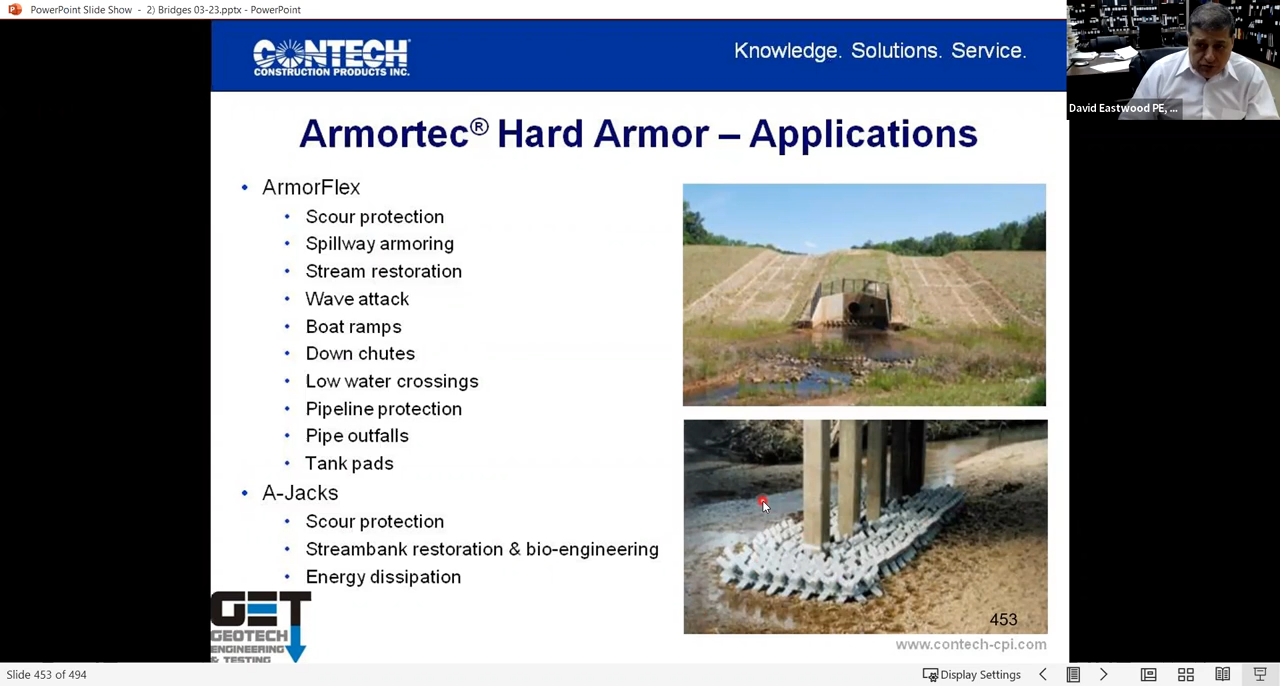 PowerPoint Slide Show - 2) Bridges 03-23.pptx - PowerPoint
CONTECH®
CONSTRUCTION PRODUCTS INC.
Knowledge. Solutions. Service.
David Eastwood PE, ...
Armortec® Hard Armor – Applications
• ArmorFlex
• Scour protection
• Spillway armoring
• Stream restoration
• Wave attack
• Boat ramps
• Down chutes
• Low water crossings
• Pipeline protection
• Pipe outfalls
• Tank pads
• A-Jacks
• Scour protection
• Streambank restoration & bio-engineering
• Energy dissipation
453
GET
GEOTECH
ENGINEERING
& TESTING
www.contech-cpi.com
Slide 453 of 494
Display Settings